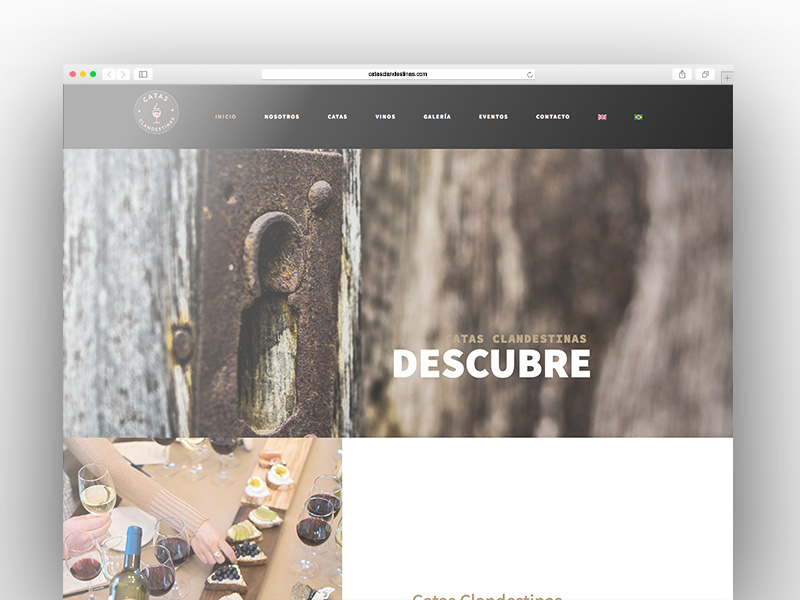 catasclandestinas.com
CATAS
CLANDESTINAS
INICIO NOSOTROS CATAS VINOS GALERÍA EVENTOS CONTACTO
CATAS CLANDESTINAS
DESCUBRE
Catas Clandestinas